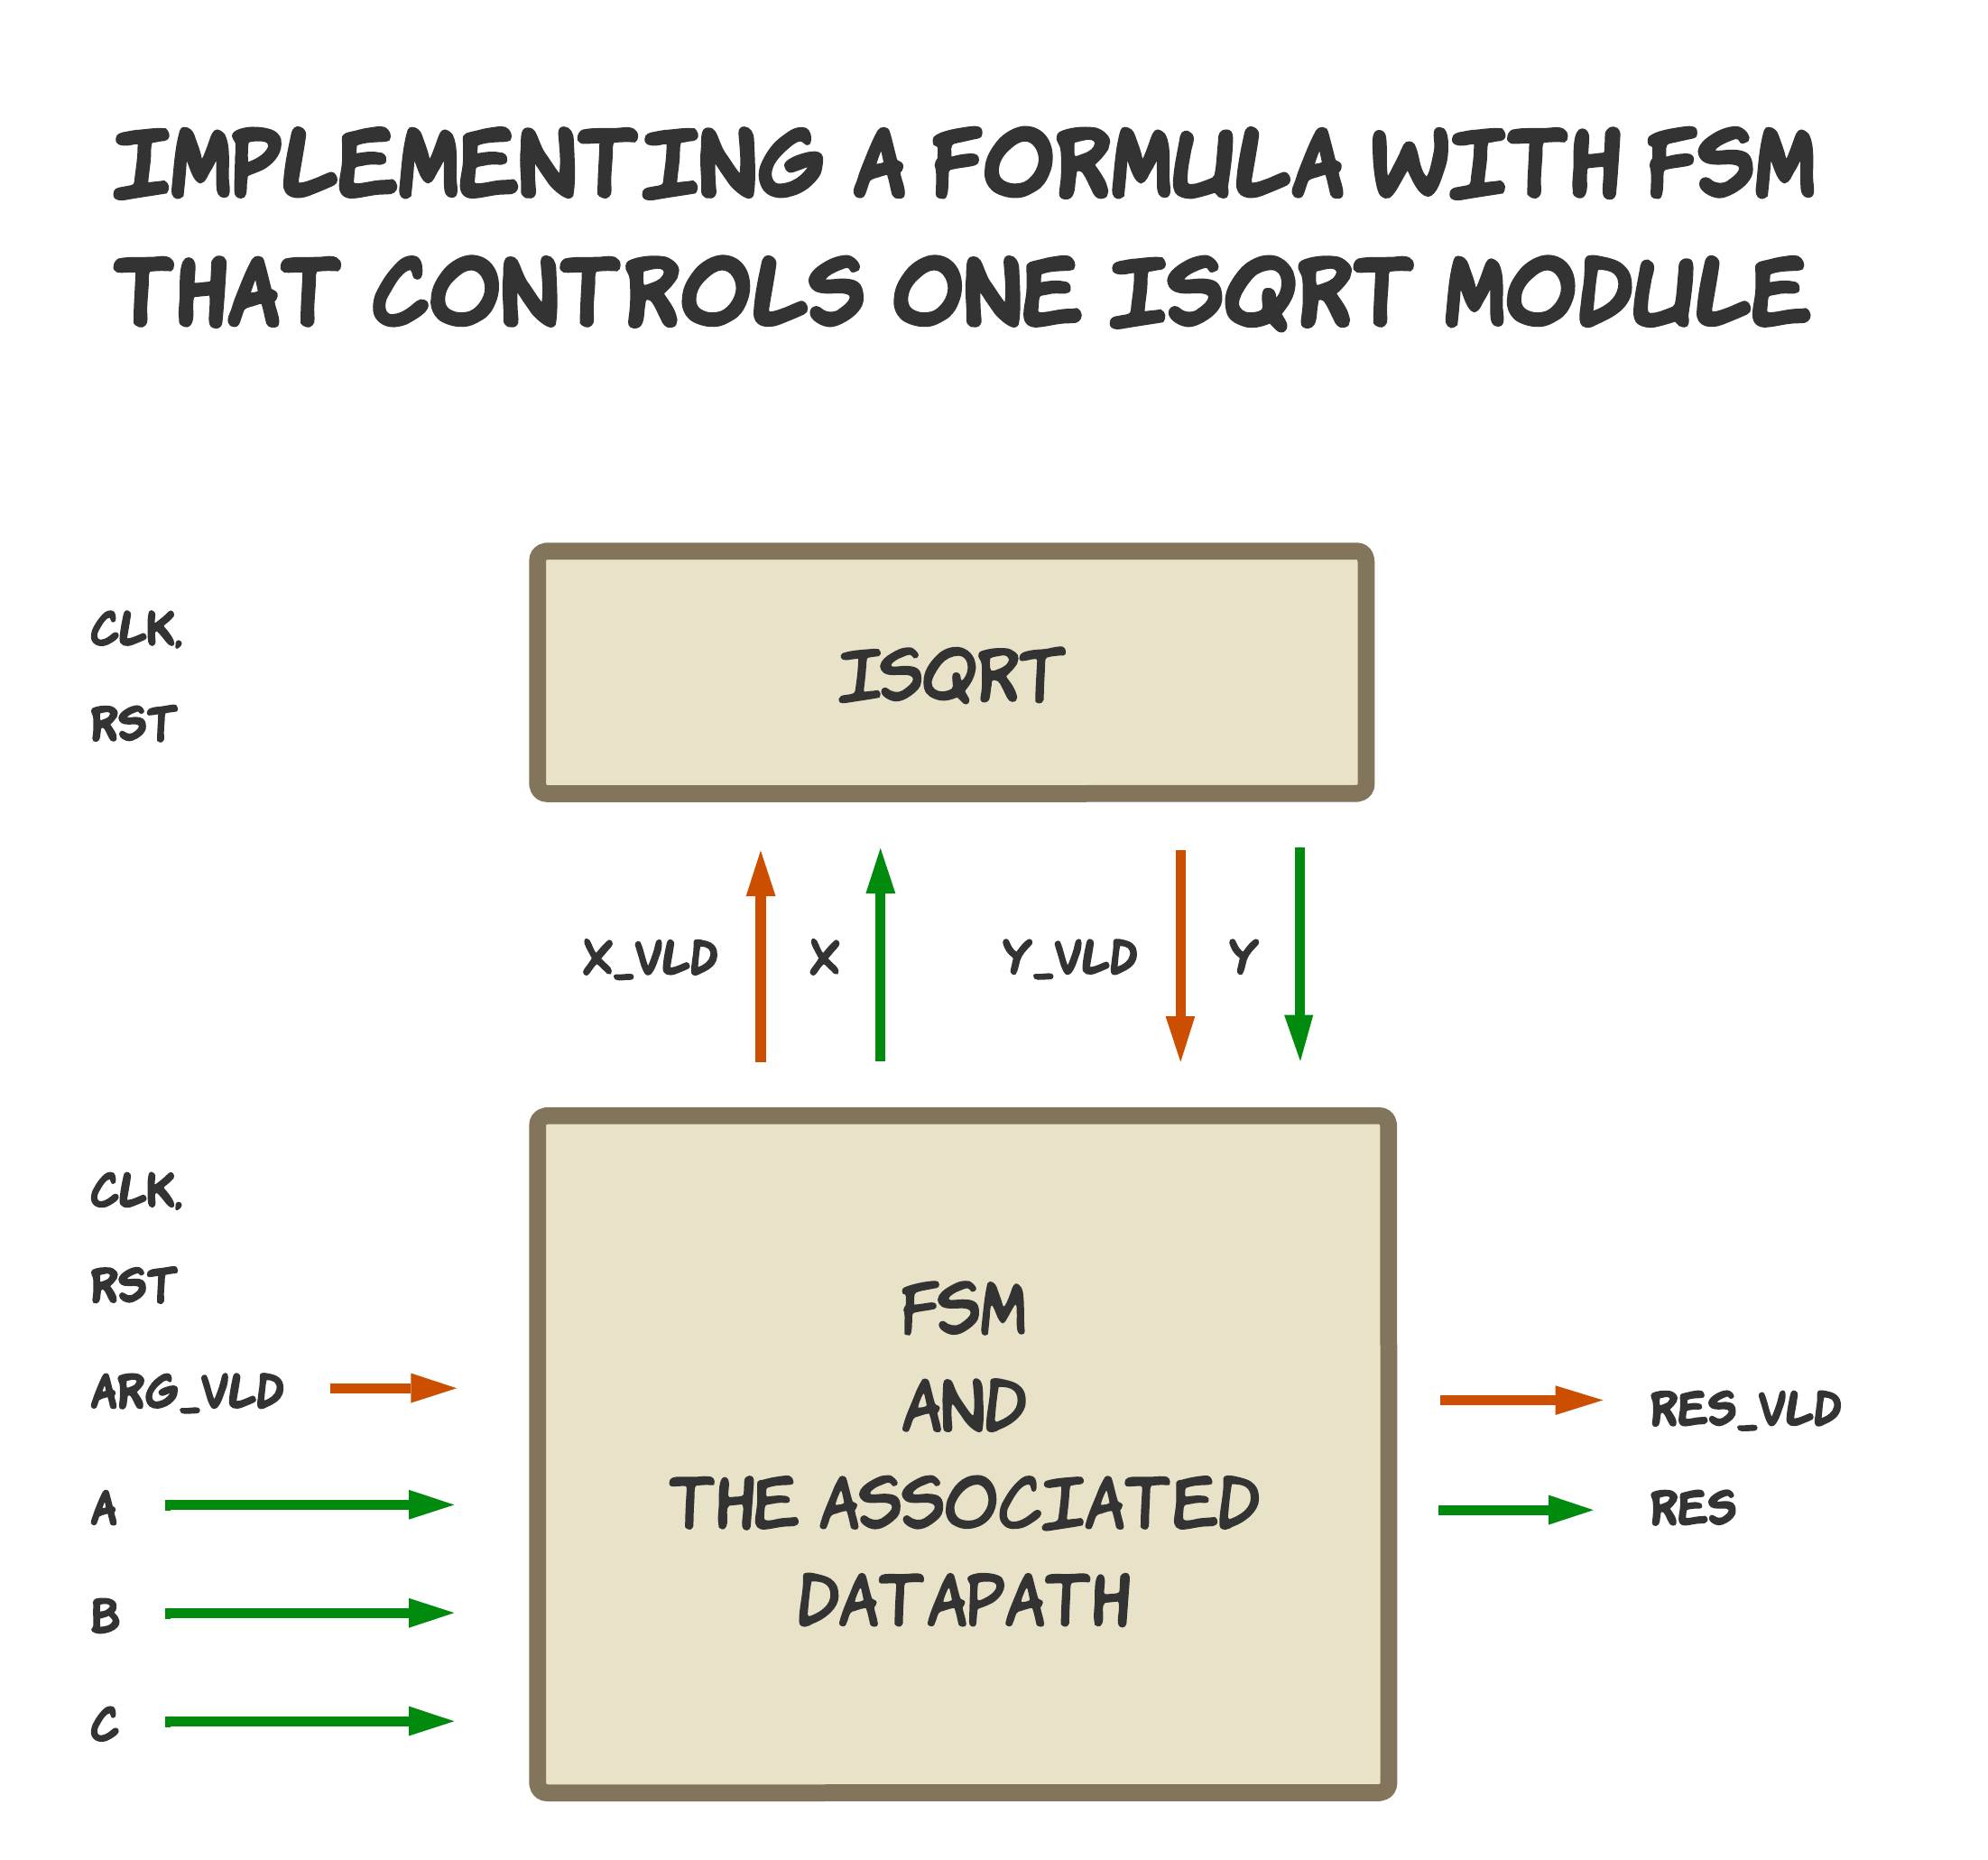 IMPLEMENTING A FORMULA WITH FSM
THAT CONTROLS ONE ISQRT MODULE
CLK,
RST
ISQRT
X_VLD
X
Y_VLD
Y
CLK,
RST
ARG_VLD
A
B
C
FSM
AND
THE ASSOCIATED
DATAPATH
RES_VLD
RES